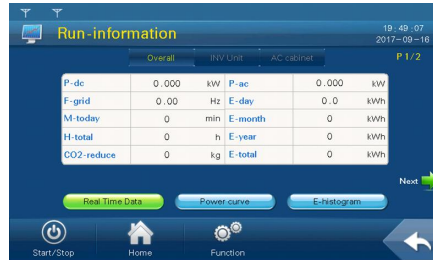 Run-information
19:49:07
2017-09-16
Overall INV Unit AC cabinet P 1/2
P-dc 0.000 kW P-ac 0.000 kW
F-grid 0.00 Hz E-day 0.0 kWh
M-today 0 min E-month 0 kWh
H-total 0 h E-year 0 kWh
CO2-reduce 0 kg E-total 0 kWh
Next
Real Time Data Power curve E-histogram
Start/Stop Home Function